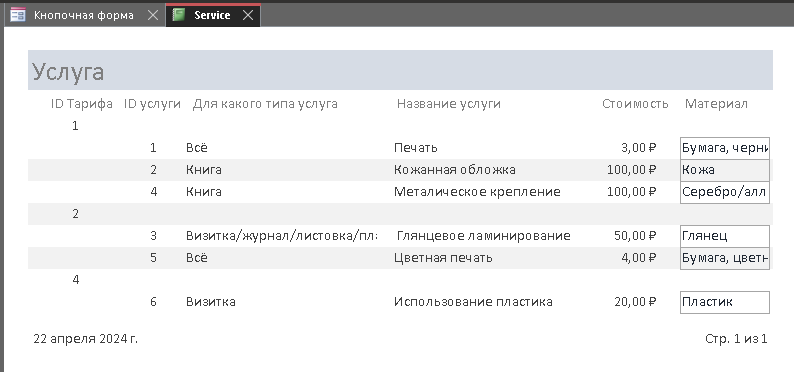 Кнопочная форма Service
Услуга
ID Тарифа ID услуги Для какого типа услуга Название услуги Стоимость Материал
1
1 Всё Печать 3,00 ₽ Бумага, черни
2 Книга Кожанная обложка 100,00 ₽ Кожа
4 Книга Металическое крепление 100,00 ₽ Серебро/алл
2
3 Визитка/журнал/листовка/пла Глянцевое ламинирование 50,00 ₽ Глянец
5 Всё Цветная печать 4,00 ₽ Бумага, цветн
4
6 Визитка Использование пластика 20,00 ₽ Пластик
22 апреля 2024 г. Стр. 1 из 1